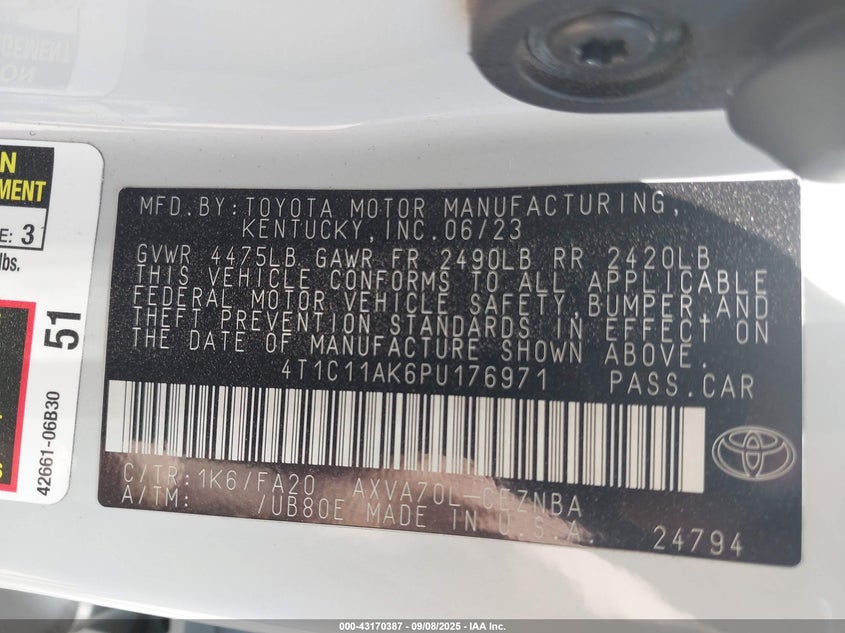 MFD.BY:TOYOTA MOTOR MANUFACTURING,
KENTUCKY,INC.06/23
GVWR 4475LB GAWR FR 2490LB RR 2420LB
THIS VEHICLE CONFORMS TO ALL APPLICABLE
FEDERAL MOTOR VEHICLE SAFETY,BUMPER,AND
THEFT PREVENTION STANDARDS IN EFFECT ON
THE DATE OF MANUFACTURE SHOWN ABOVE.
4T1C11AK6PU176971 PASS.CAR
C/TR:1K6/FA20 AXVA70L-CEZNBA
A/TM: /UB80E MADE IN U.S.A.
24794
N
MENT
E: 3
lbs.
51
42661-06B30
000-43170387 - 09/08/2025 - IAA Inc.